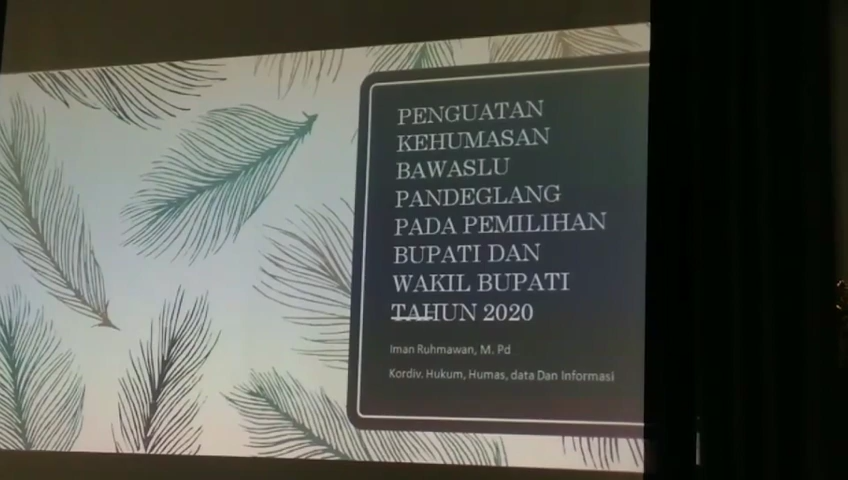 PENGUATAN
KEHUMASAN
BAWASLU
PANDEGLANG
PADA PEMILIHAN
BUPATI DAN
WAKIL BUPATI
TAHUN 2020
Iman Ruhmawan, M. Pd
Kordiv. Hukum, Humas, data Dan Informasi